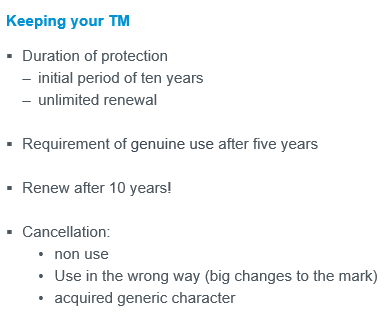 Keeping your TM
▪ Duration of protection
– initial period of ten years
– unlimited renewal
▪ Requirement of genuine use after five years
▪ Renew after 10 years!
▪ Cancellation:
• non use
• Use in the wrong way (big changes to the mark)
• acquired generic character